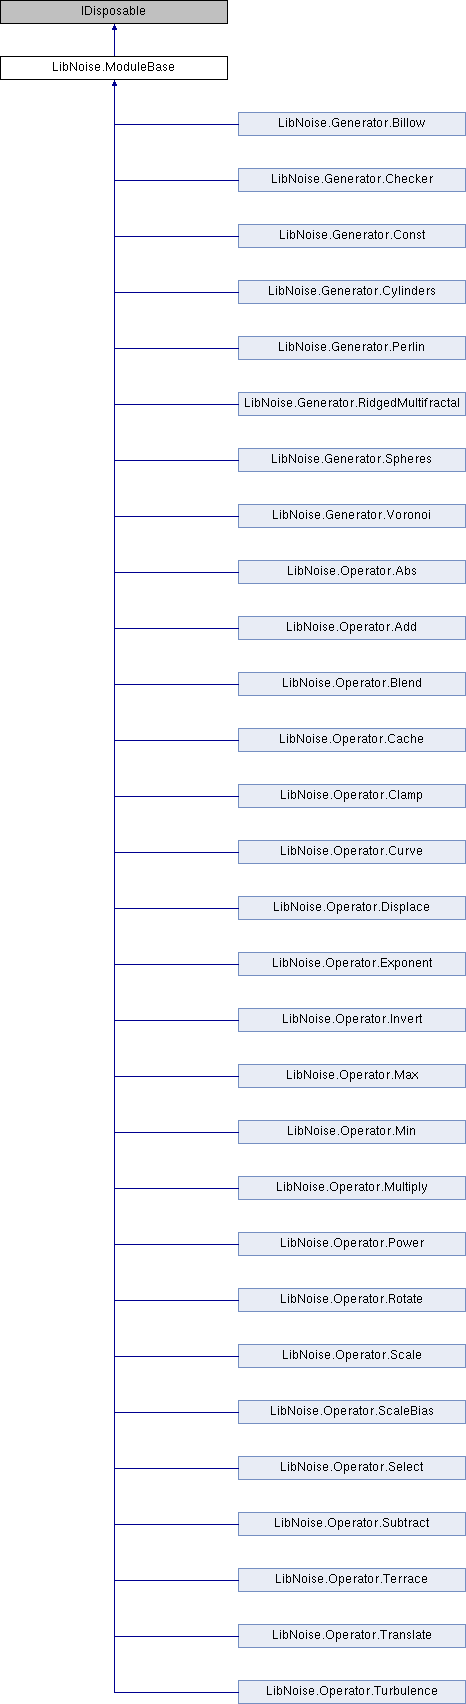 IDisposable
LibNoise.ModuleBase
LibNoise.Generator.Billow
LibNoise.Generator.Checker
LibNoise.Generator.Const
LibNoise.Generator.Cylinders
LibNoise.Generator.Perlin
LibNoise.Generator.RidgedMultifractal
LibNoise.Generator.Spheres
LibNoise.Generator.Voronoi
LibNoise.Operator.Abs
LibNoise.Operator.Add
LibNoise.Operator.Blend
LibNoise.Operator.Cache
LibNoise.Operator.Clamp
LibNoise.Operator.Curve
LibNoise.Operator.Displace
LibNoise.Operator.Exponent
LibNoise.Operator.Invert
LibNoise.Operator.Max
LibNoise.Operator.Min
LibNoise.Operator.Multiply
LibNoise.Operator.Power
LibNoise.Operator.Rotate
LibNoise.Operator.Scale
LibNoise.Operator.ScaleBias
LibNoise.Operator.Select
LibNoise.Operator.Subtract
LibNoise.Operator.Terrace
LibNoise.Operator.Translate
LibNoise.Operator.Turbulence